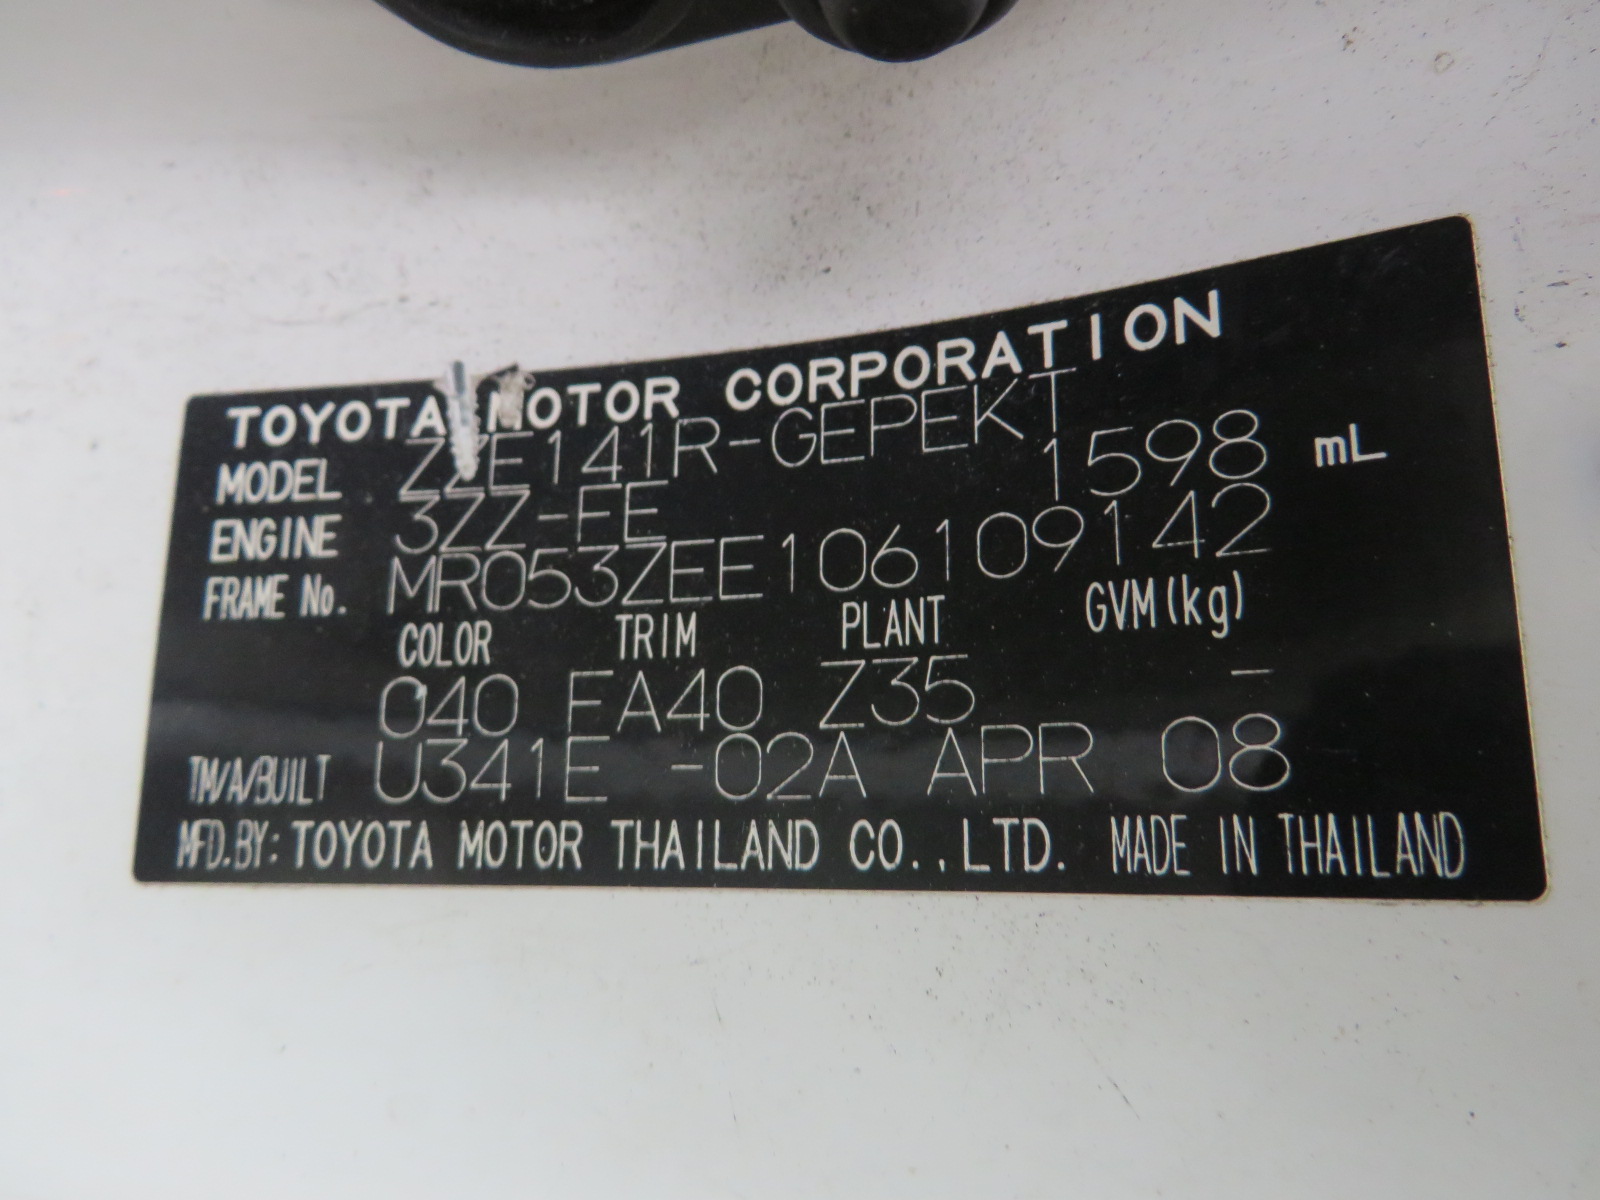 TOYOTA MOTOR CORPORATION
MODEL ZZE141R-GEPEKT
ENGINE 3ZZ-FE 1598 mL
FRAME No. MR053ZEE106109142
COLOR TRIM PLANT GVM(kg)
040 FA40 Z35 -
TM/A/BUILT U341E -02A APR 08
MFD.BY: TOYOTA MOTOR THAILAND CO.,LTD. MADE IN THAILAND